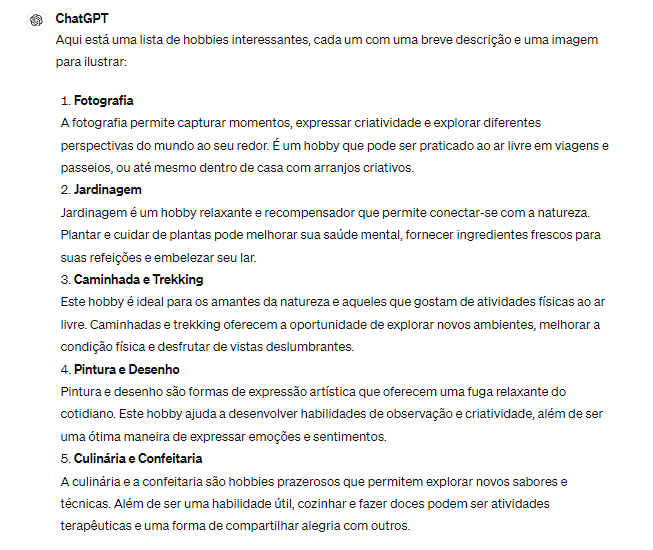 ChatGPT
Aqui está uma lista de hobbies interessantes, cada um com uma breve descrição e uma imagem
para ilustrar:
1. Fotografia
A fotografia permite capturar momentos, expressar criatividade e explorar diferentes
perspectivas do mundo ao seu redor. É um hobby que pode ser praticado ao ar livre em viagens e
passeios, ou até mesmo dentro de casa com arranjos criativos.
2. Jardinagem
Jardinagem é um hobby relaxante e recompensador que permite conectar-se com a natureza.
Plantar e cuidar de plantas pode melhorar sua saúde mental, fornecer ingredientes frescos para
suas refeições e embelezar seu lar.
3. Caminhada e Trekking
Este hobby é ideal para os amantes da natureza e aqueles que gostam de atividades físicas ao ar
livre. Caminhadas e trekking oferecem a oportunidade de explorar novos ambientes, melhorar a
condição física e desfrutar de vistas deslumbrantes.
4. Pintura e Desenho
Pintura e desenho são formas de expressão artística que oferecem uma fuga relaxante do
cotidiano. Este hobby ajuda a desenvolver habilidades de observação e criatividade, além de ser
uma ótima maneira de expressar emoções e sentimentos.
5. Culinária e Confeitaria
A culinária e a confeitaria são hobbies prazerosos que permitem explorar novos sabores e
técnicas. Além de ser uma habilidade útil, cozinhar e fazer doces podem ser atividades
terapêuticas e uma forma de compartilhar alegria com outros.